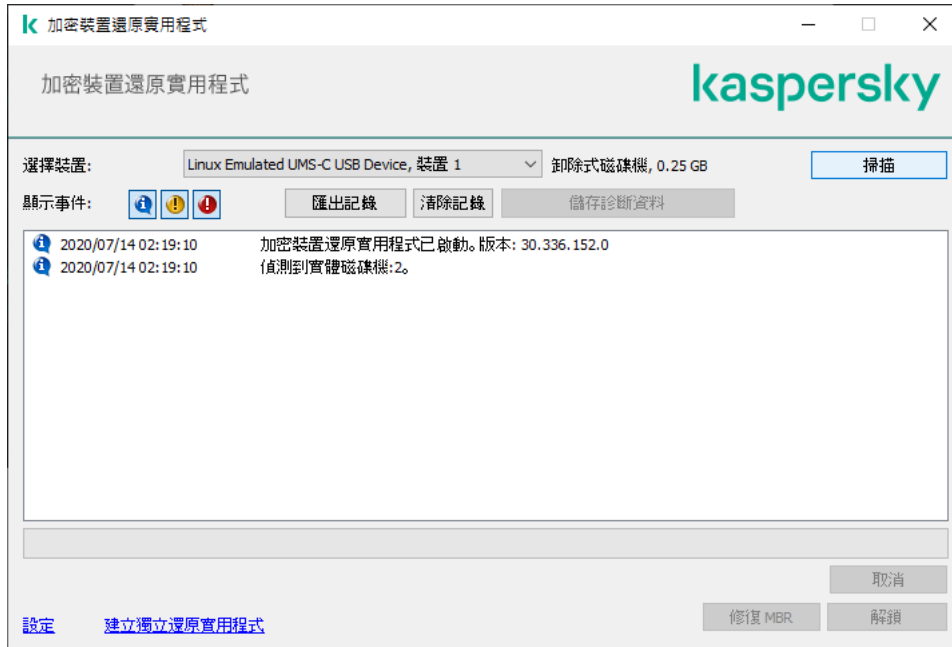 加密裝置還原實用程式
加密裝置還原實用程式
kaspersky
選擇裝置: Linux Emulated UMS-C USB Device, 裝置 1 卸除式磁碟機, 0.25 GB 掃描
顯示事件: 匯出記錄 清除記錄 儲存診斷資料
2020/07/14 02:19:10 加密裝置還原實用程式已啟動。版本: 30.336.152.0
2020/07/14 02:19:10 偵測到實體磁碟機:2。
取消
設定 建立獨立還原實用程式 修復 MBR 解鎖